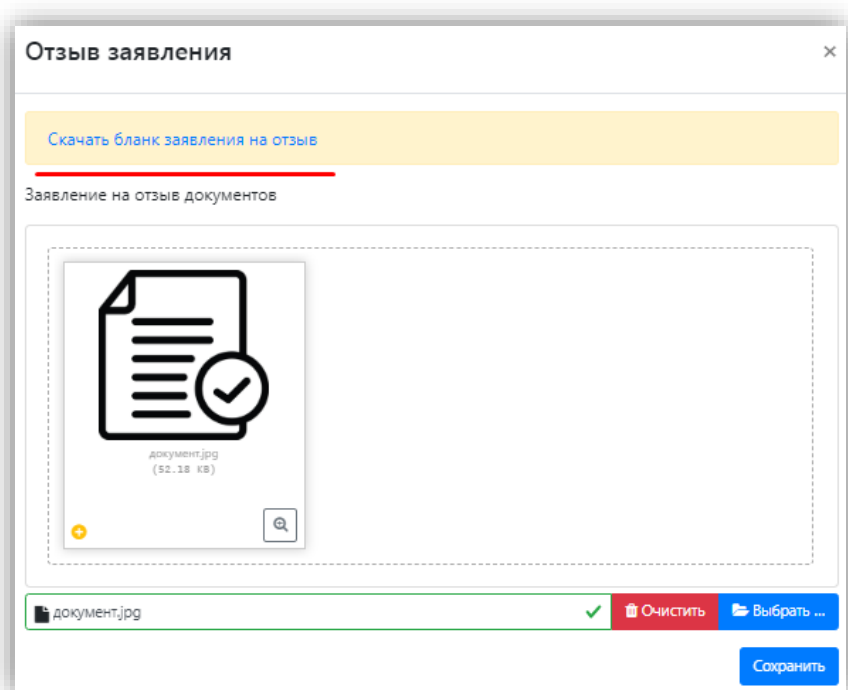 Отзыв заявления ×
Скачать бланк заявления на отзыв
Заявление на отзыв документов
документ.jpg
(52.18 KB)
документ.jpg Очистить Выбрать ...
Сохранить